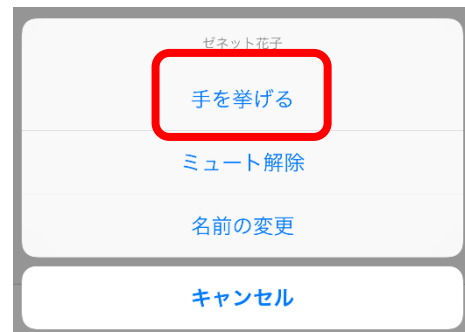 ゼネット花子
手を挙げる
ミュート解除
名前の変更
キャンセル